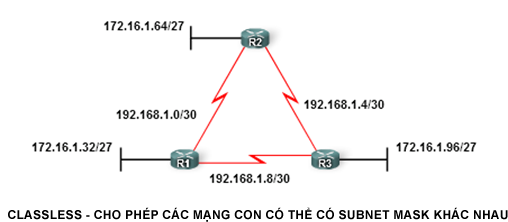 172.16.1.64/27
R2
192.168.1.0/30
192.168.1.4/30
172.16.1.32/27
172.16.1.96/27
R1
R3
192.168.1.8/30
CLASSLESS - CHO PHÉP CÁC MẠNG CON CÓ THỂ CÓ SUBNET MASK KHÁC NHAU